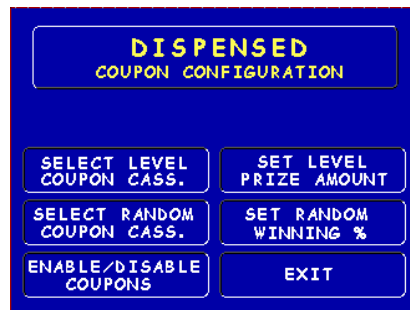 DISPENSED
COUPON CONFIGURATION
SELECT LEVEL
COUPON CASS.
SET LEVEL
PRIZE AMOUNT
SELECT RANDOM
COUPON CASS.
SET RANDOM
WINNING %
ENABLE/DISABLE
COUPONS
EXIT